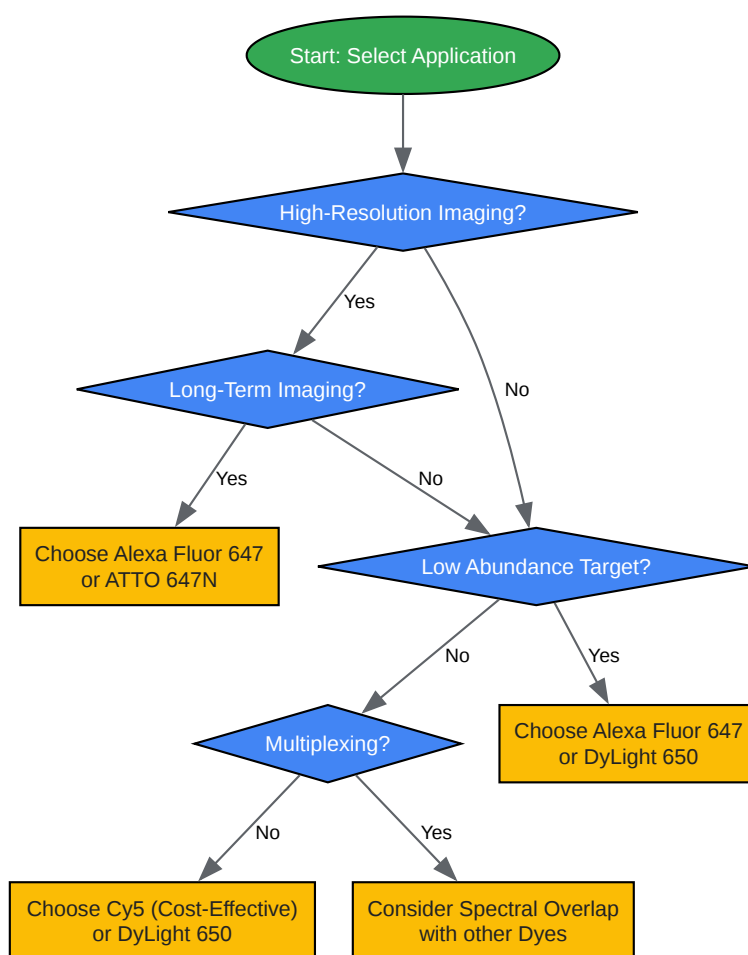 Start: Select Application
High-Resolution Imaging?
Yes
Long-Term Imaging?
No
Yes
No
Choose Alexa Fluor 647
or ATTO 647N
Low Abundance Target?
No
Yes
Multiplexing?
Choose Alexa Fluor 647
or DyLight 650
No
Yes
Choose Cy5 (Cost-Effective)
or DyLight 650
Consider Spectral Overlap
with other Dyes